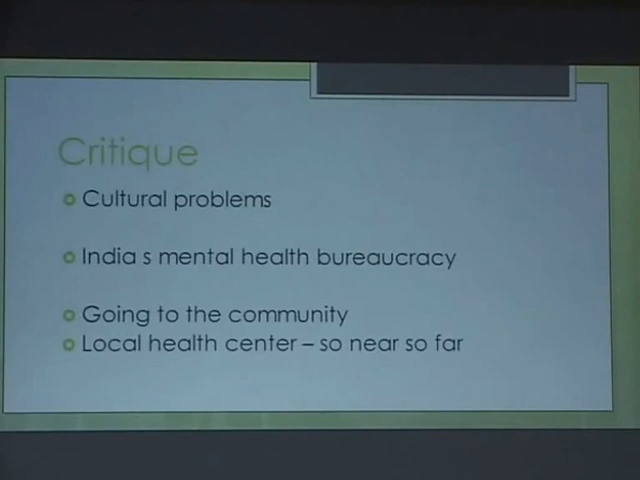 Critique
Cultural problems
India s mental health bureaucracy
Going to the community
Local health center – so near so far